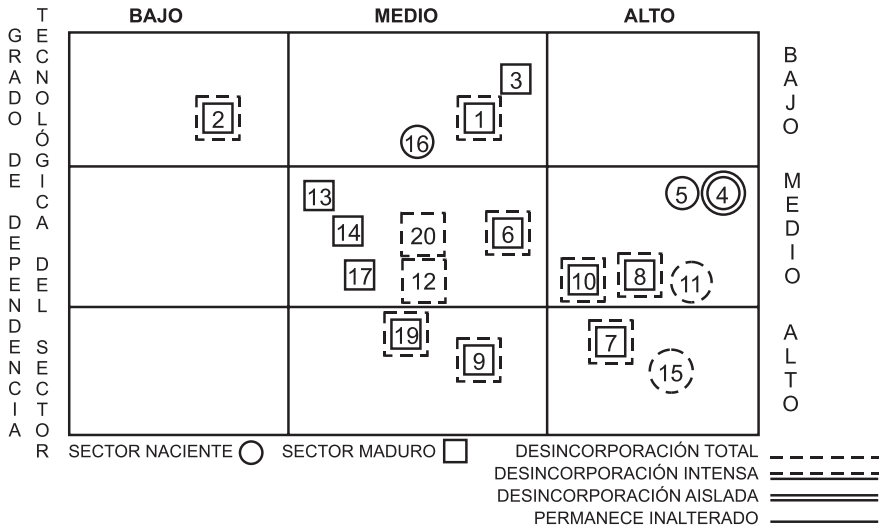 BAJO MEDIO ALTO
GRADO DE DEPENDENCIA
TECNOLÓGICA DEL SECTOR
BAJO
3
2
1
16
MEDIO
13
5
4
14
20
6
17
12
10
8
11
ALTO
19
9
7
15
SECTOR NACIENTE
SECTOR MADURO
DESINCORPORACIÓN TOTAL
DESINCORPORACIÓN INTENSA
DESINCORPORACIÓN AISLADA
PERMANECE INALTERADO